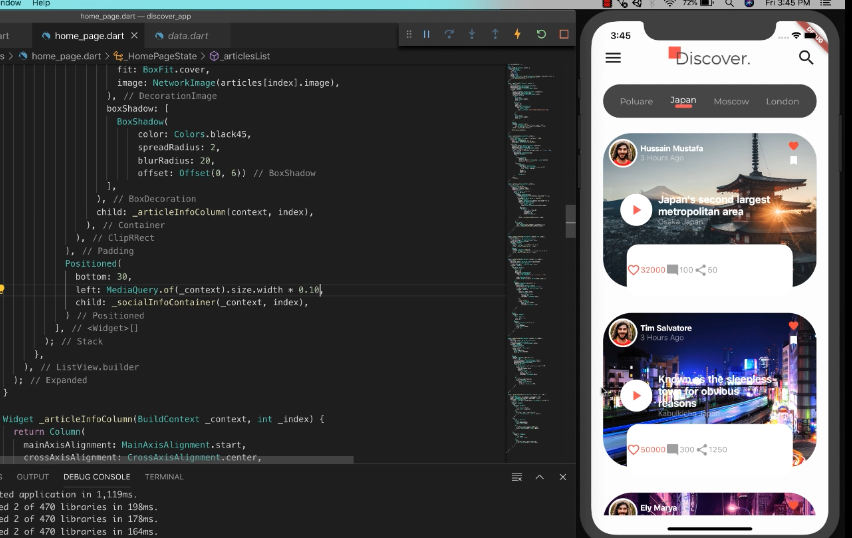 ndow Help
72%
Fri 3:45 PM
home_page.dart — discover_app
art
home_page.dart
data.dart
s > home_page.dart > _HomePageState > _articlesList
fit: BoxFit.cover,
image: NetworkImage(articles[index].image),
), // DecorationImage
boxShadow: [
BoxShadow(
color: Colors.black45,
spreadRadius: 2,
blurRadius: 20,
offset: Offset(0, 6)) // BoxShadow
],
), // BoxDecoration
child: _articleInfoColumn(context, index),
), // Container
), // ClipRRect
), // Padding
Positioned(
bottom: 30,
left: MediaQuery.of(_context).size.width * 0.10,
child: _socialInfoContainer(_context, index),
) // Positioned
], // <Widget>[]
); // Stack
},
), // ListView.builder
); // Expanded
}
Widget _articleInfoColumn(BuildContext _context, int _index) {
return Column(
mainAxisAlignment: MainAxisAlignment.start,
crossAxisAlignment: CrossAxisAlignment.center,
S OUTPUT DEBUG CONSOLE TERMINAL
ted application in 1,119ms.
ed 2 of 470 libraries in 198ms.
ed 2 of 470 libraries in 178ms.
ed 2 of 470 libraries in 164ms.
3:45
Discover.
Poluare Japan Moscow London
Hussain Mustafa
3 Hours Ago
Japan's second largest
metropolitan area
Osaka Japan
32000 100 50
Tim Salvatore
3 Hours Ago
Known as the sleepless
town for obvious
reasons
Kabukicho Japan
50000 300 1250
Ely Marya